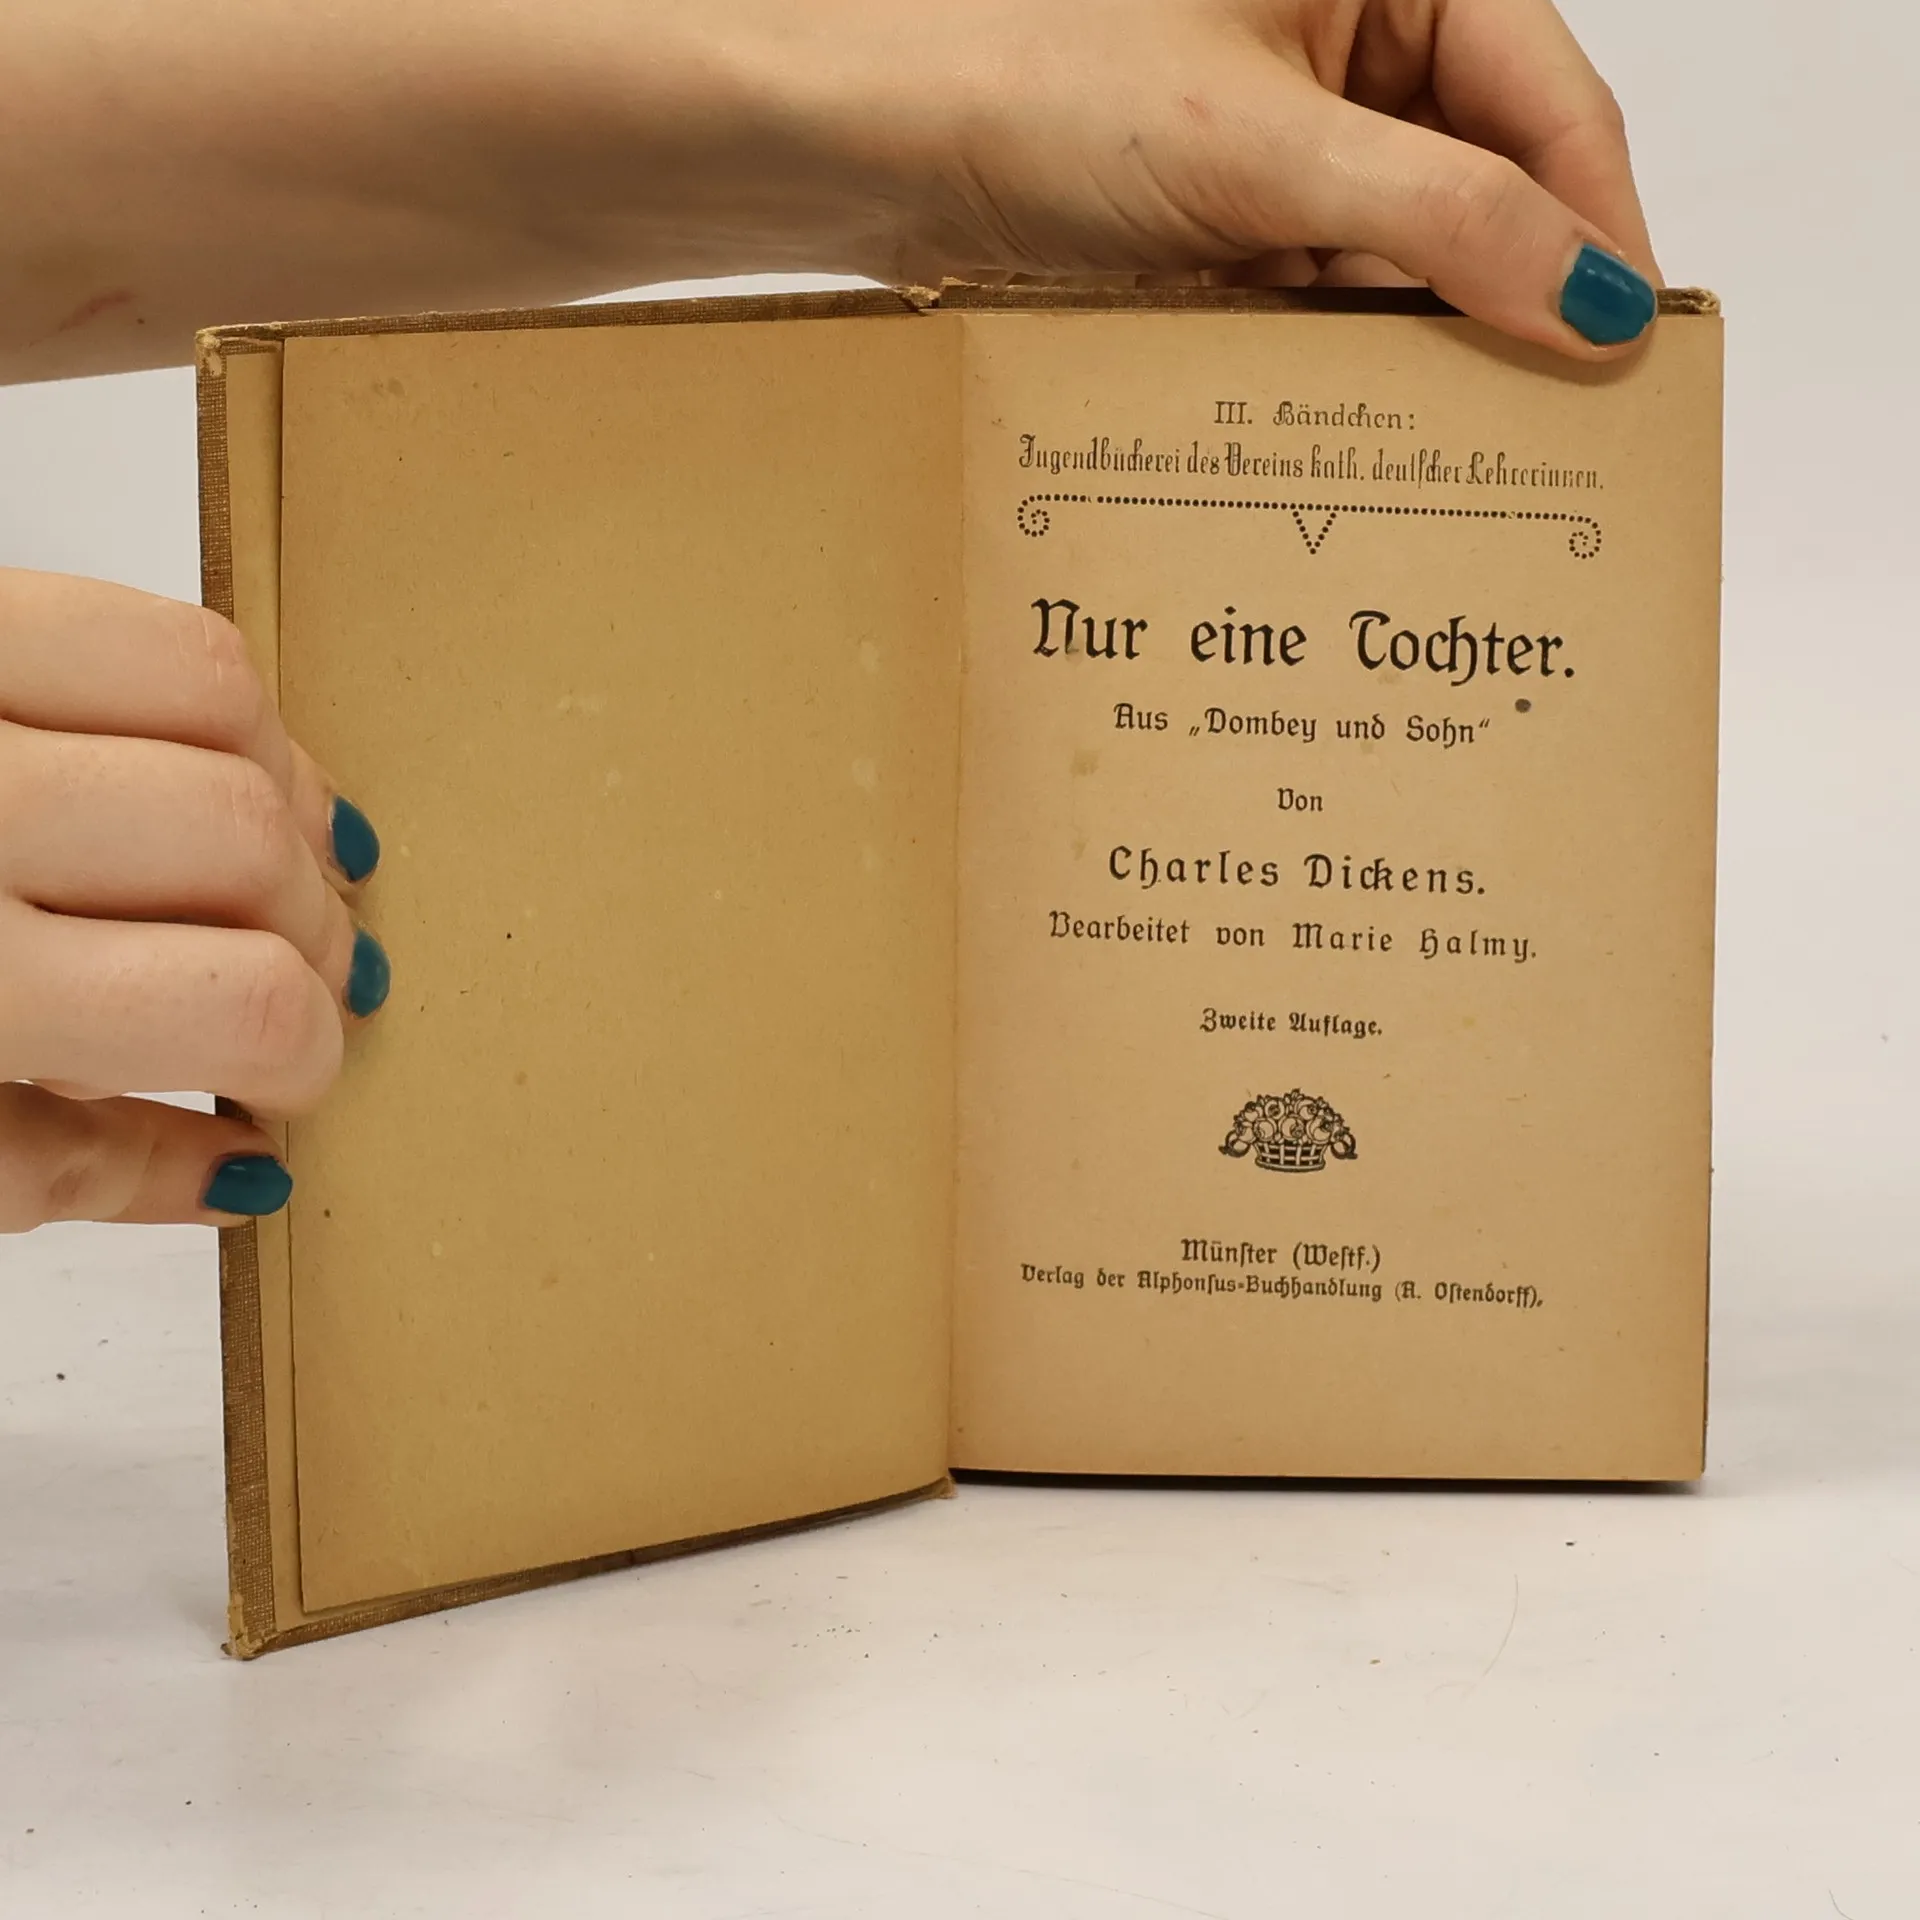 III. Bändchen:
Jugendbücherei des Vereins kath. deutscher Lehrerinnen.
Nur eine Tochter.
Aus „Dombey und Sohn“
Von
Charles Dickens.
Bearbeitet von Marie Halmy.
Zweite Auflage.
Münſter (Weſtf.)
Verlag der Alphonſus-Buchhandlung (A. Oſtendorff).